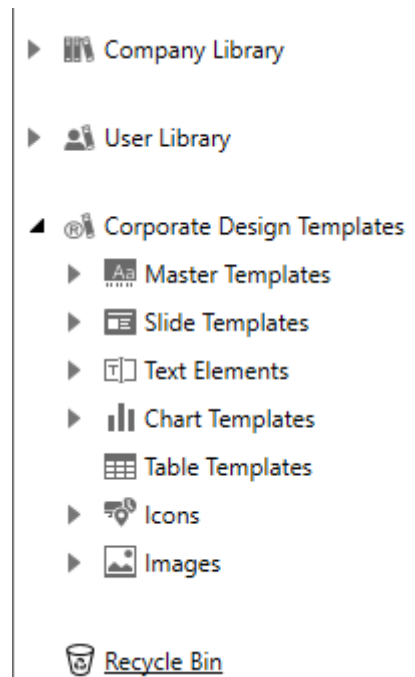 Company Library
User Library
Corporate Design Templates
Master Templates
Slide Templates
Text Elements
Chart Templates
Table Templates
Icons
Images
Recycle Bin